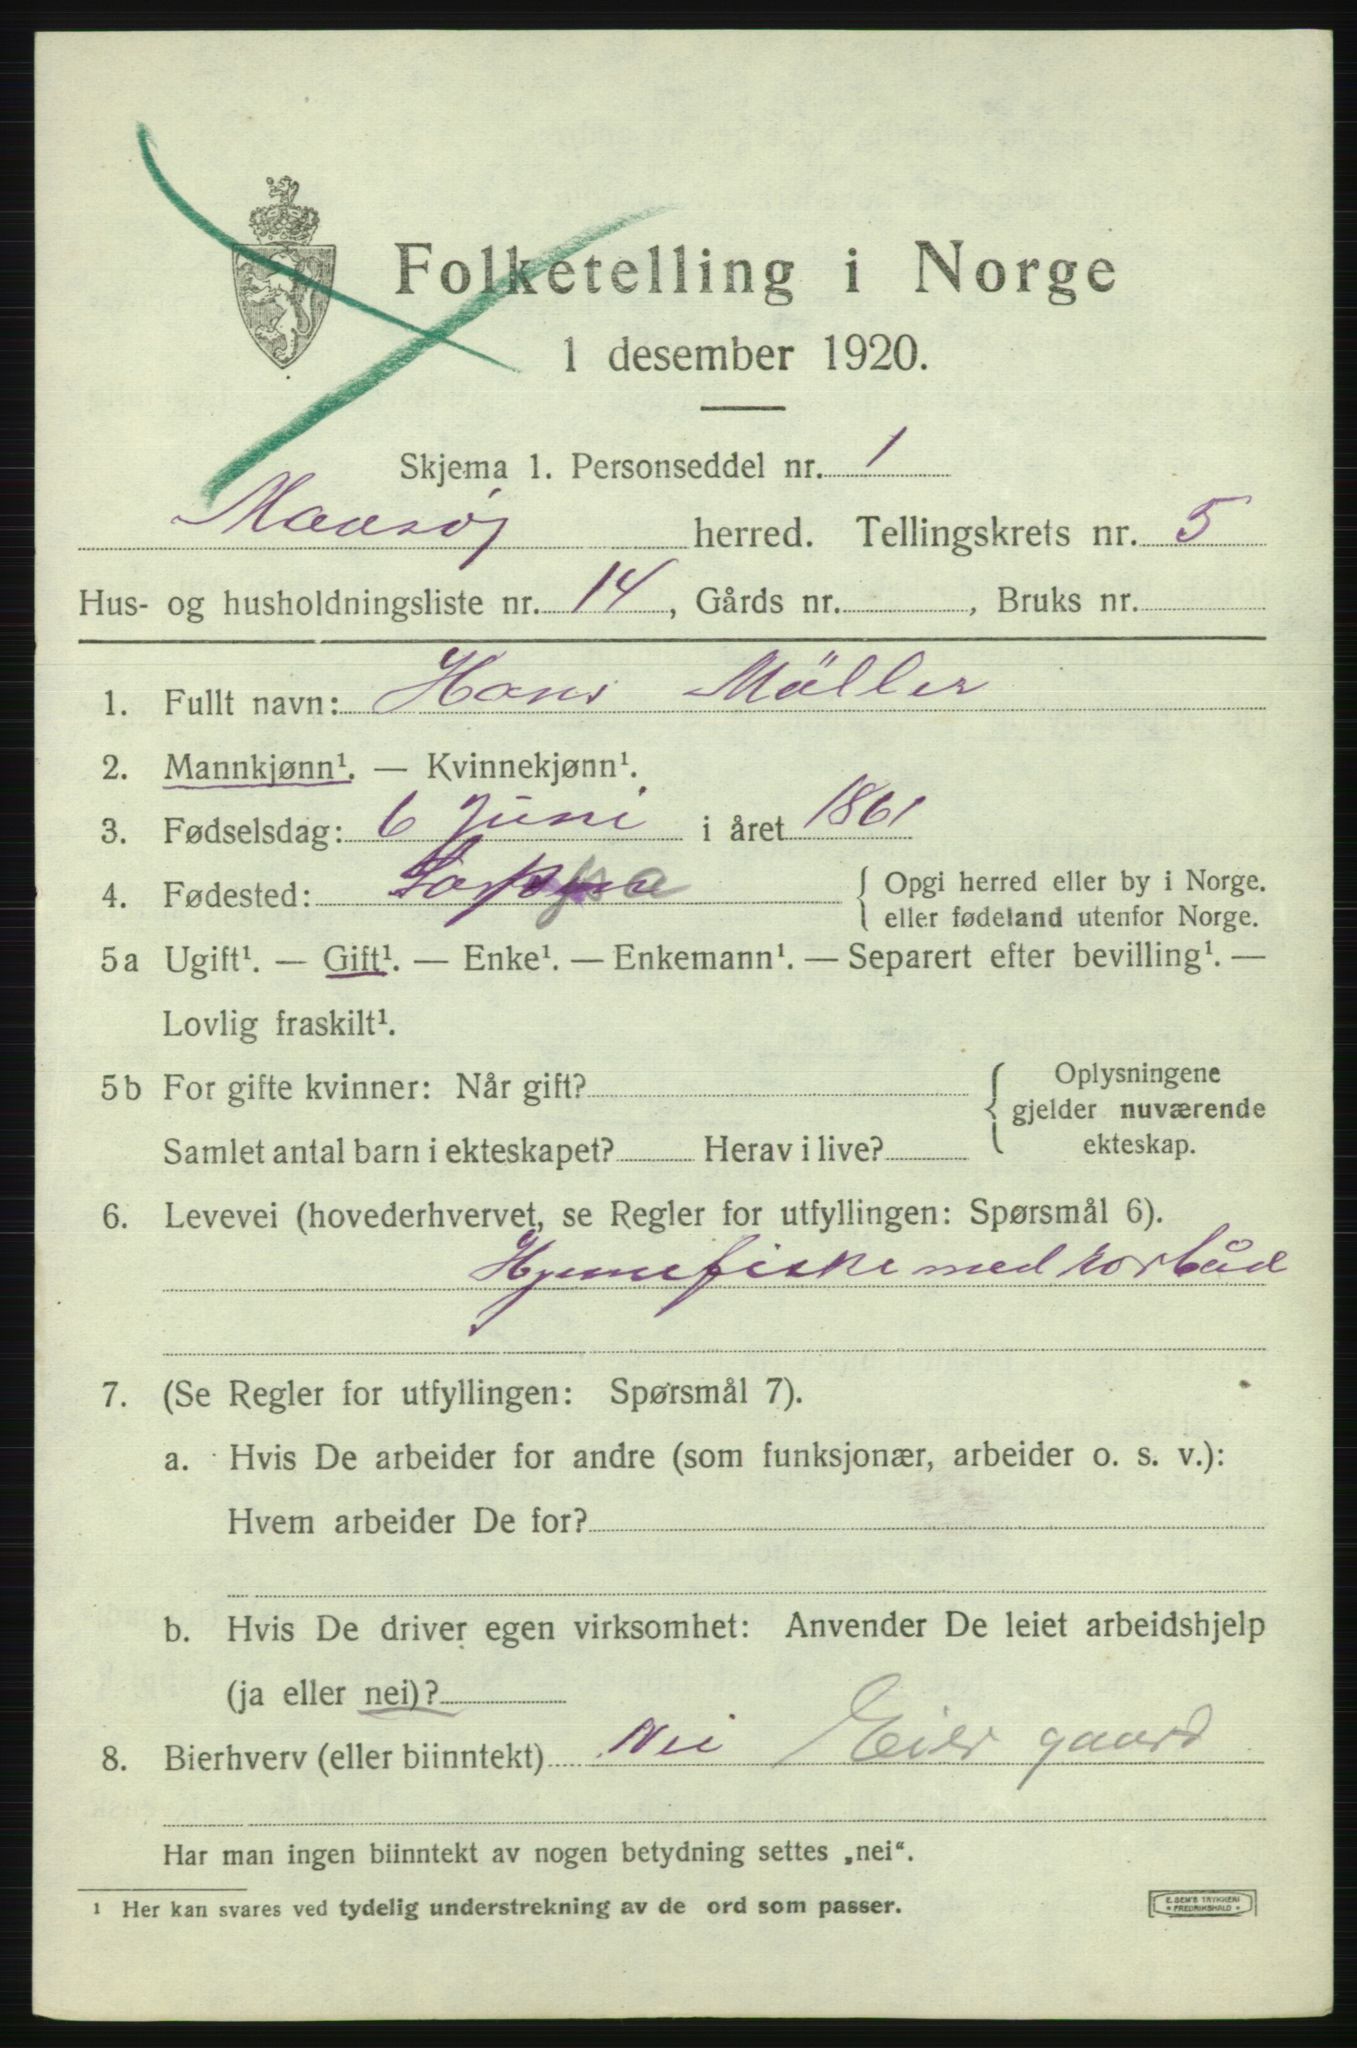 Folketelling i Norge
1 desember 1920.
Skjema 1. Personseddel nr. 1
Maasøy herred. Tellingskrets nr. 5
Hus- og husholdningsliste nr. 14, Gårds nr. , Bruks nr.
1. Fullt navn: Hans Møller
2. Mannkjønn¹. — Kvinnekjønn¹.
3. Fødselsdag: 6 Juni i året 1861
4. Fødested: Loppa { Opgi herred eller by i Norge.
eller fødeland utenfor Norge.
5a Ugift¹. — Gift¹. — Enke¹. — Enkemann¹. — Separert efter bevilling¹. —
Lovlig fraskilt¹.
5b For gifte kvinner: Når gift? { Oplysningene
gjelder nuværende
Samlet antal barn i ekteskapet? Herav i live? ekteskap.
6. Levevei (hovederhvervet, se Regler for utfyllingen: Spørsmål 6).
Hjemmefiske med torbåd
7. (Se Regler for utfyllingen: Spørsmål 7).
a. Hvis De arbeider for andre (som funksjonær, arbeider o. s. v.):
Hvem arbeider De for?
b. Hvis De driver egen virksomhet: Anvender De leiet arbeidshjelp
(ja eller nei)?
8. Bierhverv (eller biinntekt) Nei Eier gaard
Har man ingen biinntekt av nogen betydning settes „nei“.
¹ Her kan svares ved tydelig understrekning av de ord som passer.
E. SEM'S TRYKKERI
* FREDRIKSHALD *